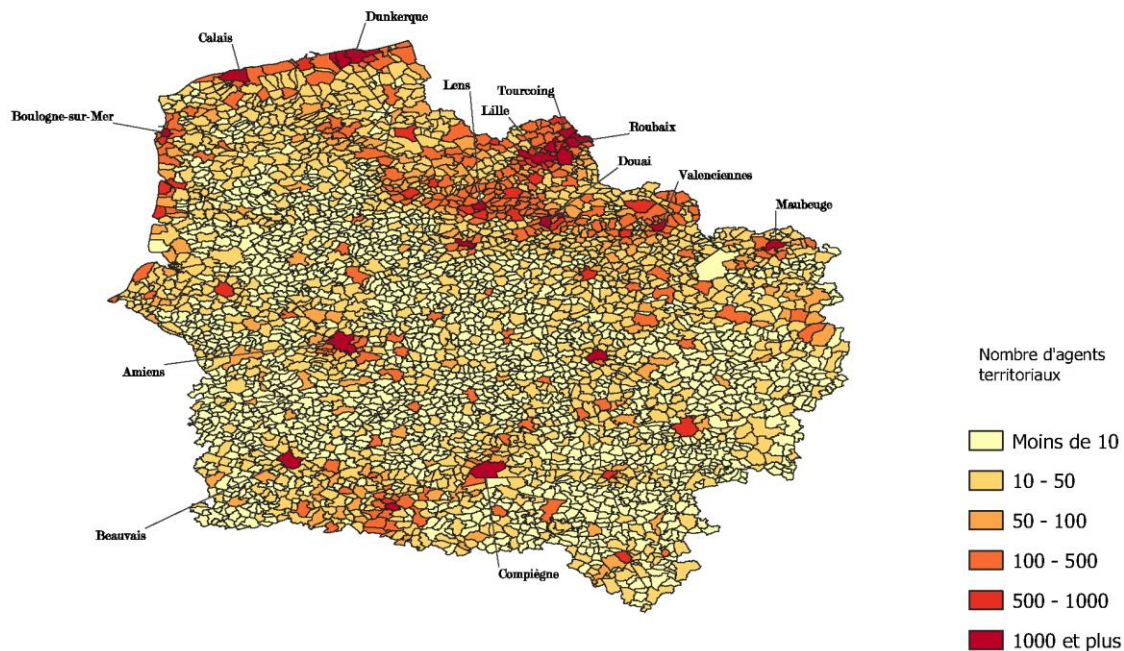 Dunkerque
Calais
Lens
Tourcoing
Lille
Boulogne-sur-Mer
Roubaix
Douai
Valenciennes
Maubeuge
Amiens
Beauvais
Compiègne
Nombre d'agents
territoriaux
Moins de 10
10 - 50
50 - 100
100 - 500
500 - 1000
1000 et plus